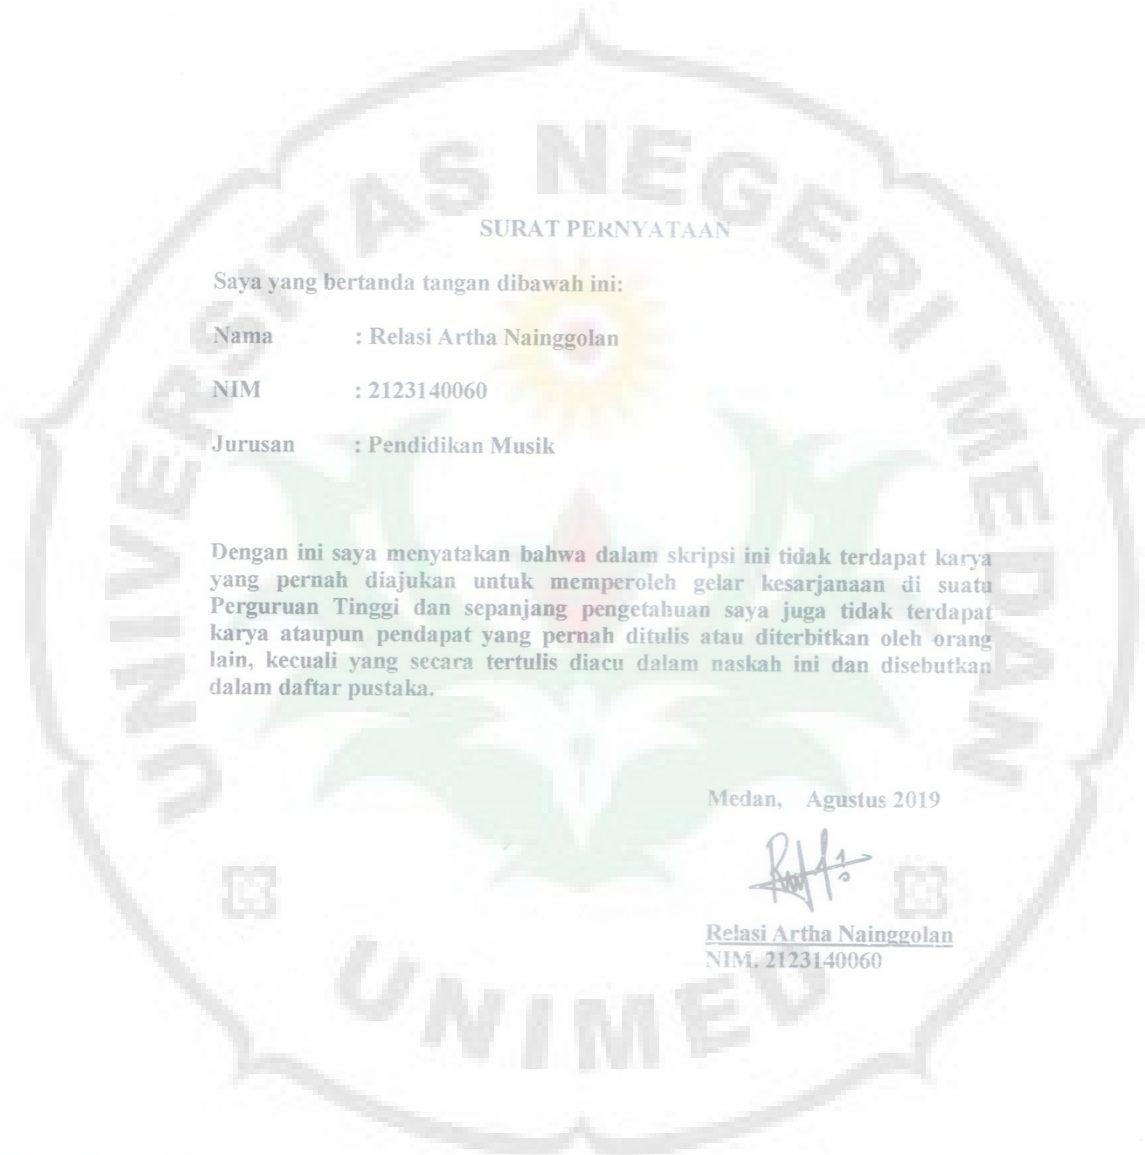 UNIVERSITAS NEGERI MEDAN
SURAT PERNYATAAN
Saya yang bertanda tangan dibawah ini:
Nama : Relasi Artha Nainggolan
NIM : 2123140060
Jurusan : Pendidikan Musik
Dengan ini saya menyatakan bahwa dalam skripsi ini tidak terdapat karya
yang pernah diajukan untuk memperoleh gelar kesarjanaan di suatu
Perguruan Tinggi dan sepanjang pengetahuan saya juga tidak terdapat
karya ataupun pendapat yang pernah ditulis atau diterbitkan oleh orang
lain, kecuali yang secara tertulis diacu dalam naskah ini dan disebutkan
dalam daftar pustaka.
Medan, Agustus 2019
Relasi Artha Nainggolan
NIM. 2123140060
UNIMED